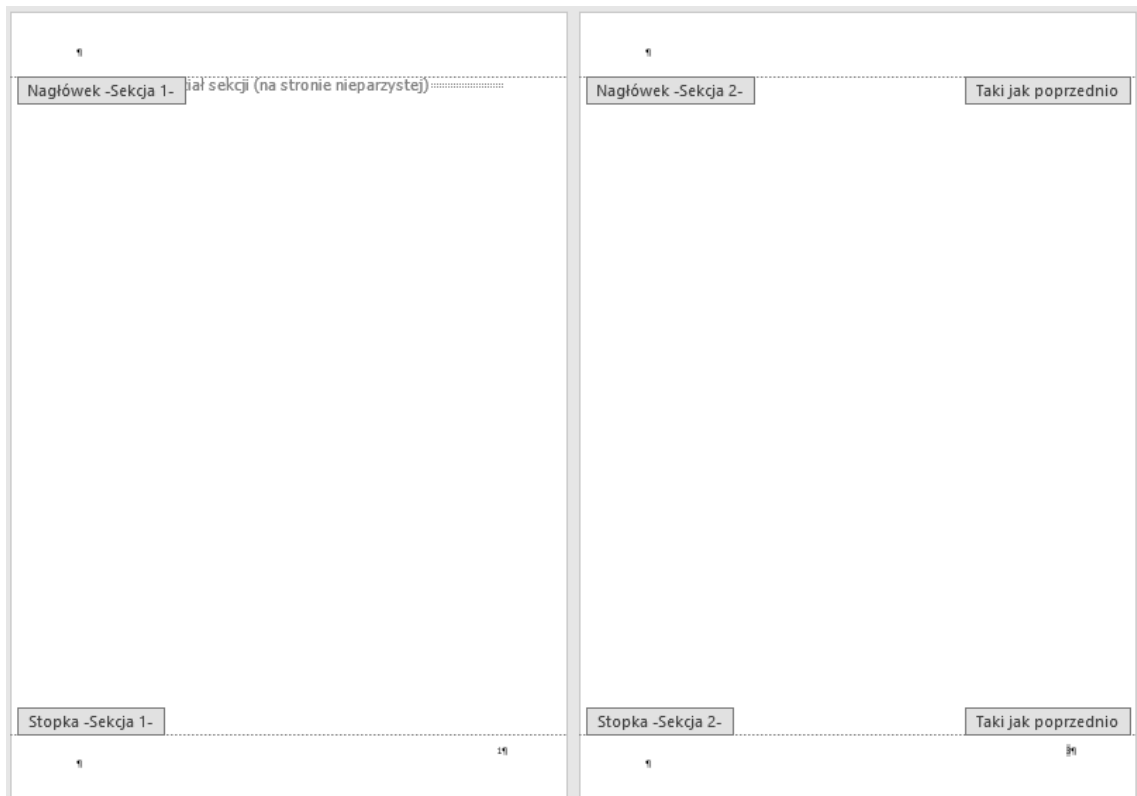 ¶ ¶
Nagłówek -Sekcja 1- iał sekcji (na stronie nieparzystej) Nagłówek -Sekcja 2- Taki jak poprzednio
Stopka -Sekcja 1- Stopka -Sekcja 2- Taki jak poprzednio
1¶ 3¶
¶ ¶